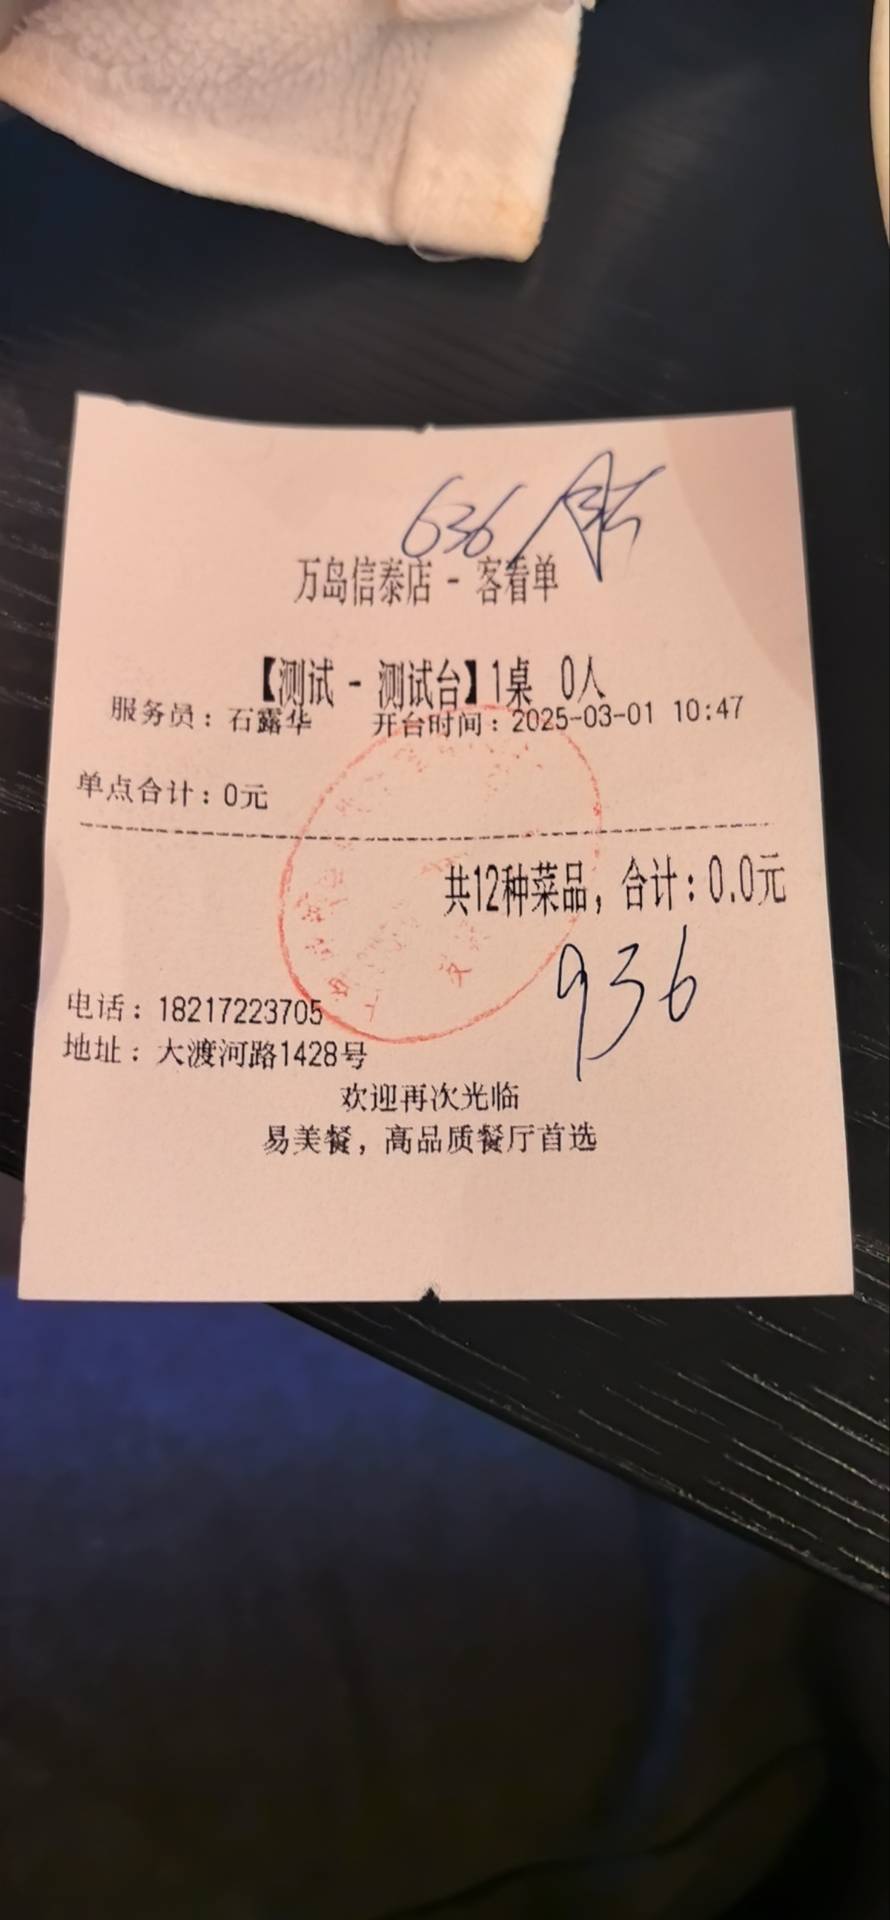 636
万岛信泰店 - 客看单
【测试 - 测试台】1桌 0人
服务员：石露华 开台时间：2025-03-01 10:47
单点合计：0元
共12种菜品，合计：0.0元
936
电话：18217223705
地址：大渡河路1428号
欢迎再次光临
易美餐，高品质餐厅首选